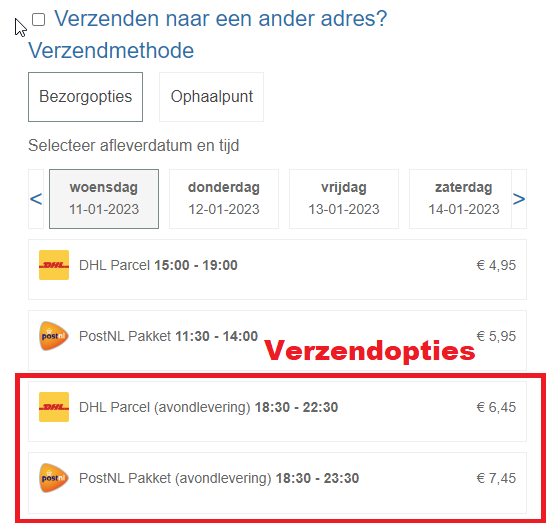 Verzenden naar een ander adres?
Verzendmethode
Bezorgopties Ophaalpunt
Selecteer afleverdatum en tijd
< woensdag donderdag vrijdag zaterdag >
11-01-2023 12-01-2023 13-01-2023 14-01-2023
DHL DHL Parcel 15:00 - 19:00 € 4,95
postnl PostNL Pakket 11:30 - 14:00 € 5,95
Verzendopties
DHL DHL Parcel (avondlevering) 18:30 - 22:30 € 6,45
postnl PostNL Pakket (avondlevering) 18:30 - 23:30 € 7,45